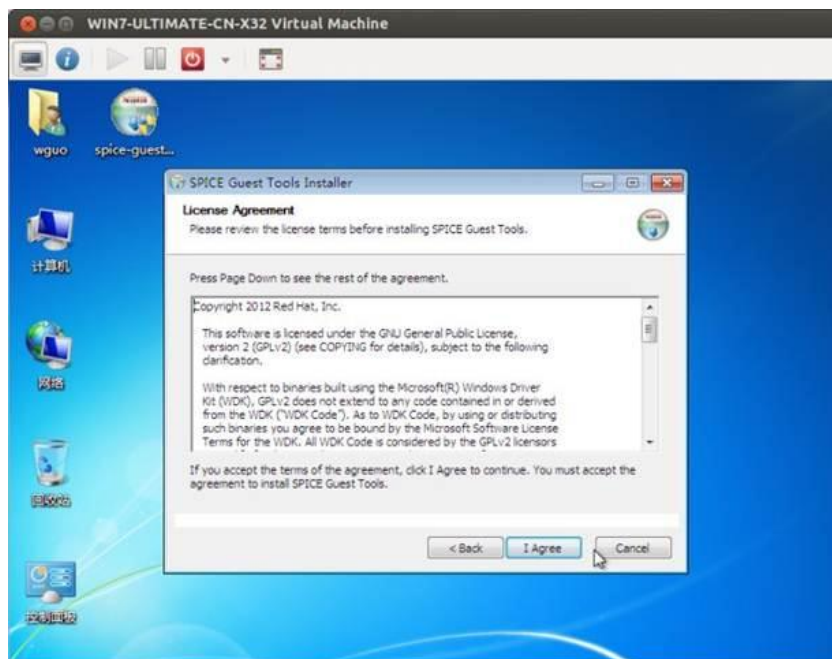 WIN7-ULTIMATE-CN-X32 Virtual Machine
wguo
spice-guest...
SPICE Guest Tools Installer
License Agreement
Please review the license terms before installing SPICE Guest Tools.
计算机
Press Page Down to see the rest of the agreement.
Copyright 2012 Red Hat, Inc.
This software is licensed under the GNU General Public License,
version 2 (GPLv2) (see COPYING for details), subject to the following
clarification.
网络
With respect to binaries built using the Microsoft(R) Windows Driver
Kit (WDK), GPLv2 does not extend to any code contained in or derived
from the WDK ("WDK Code"). As to WDK Code, by using or distributing
such binaries you agree to be bound by the Microsoft Software License
Terms for the WDK. All WDK Code is considered by the GPLv2 licensors
If you accept the terms of the agreement, click I Agree to continue. You must accept the
agreement to install SPICE Guest Tools.
回收站
< Back
I Agree
Cancel
控制面板